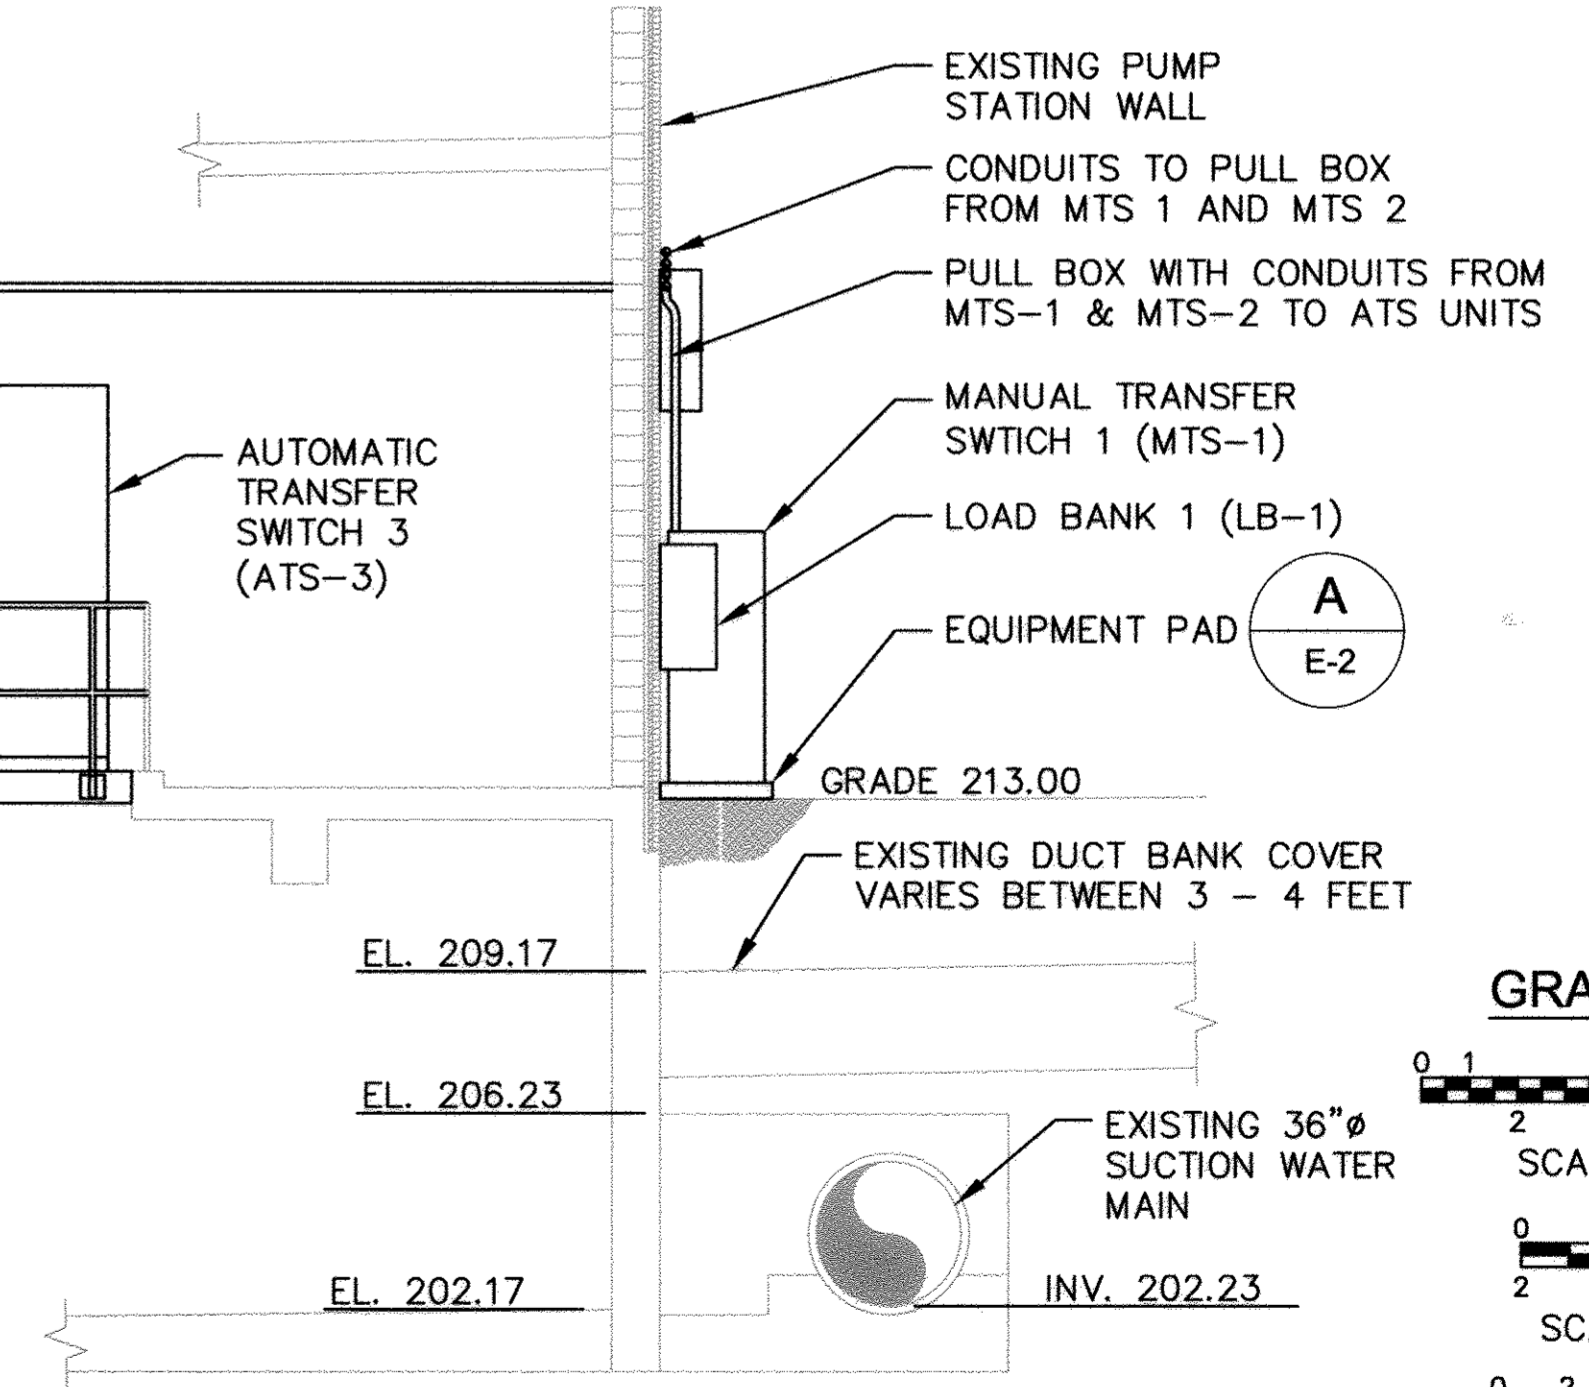 EXISTING PUMP
STATION WALL
CONDUITS TO PULL BOX
FROM MTS 1 AND MTS 2
PULL BOX WITH CONDUITS FROM
MTS-1 & MTS-2 TO ATS UNITS
MANUAL TRANSFER
SWTICH 1 (MTS-1)
AUTOMATIC
TRANSFER
SWITCH 3
(ATS-3)
LOAD BANK 1 (LB-1)
EQUIPMENT PAD
A
E-2
GRADE 213.00
EXISTING DUCT BANK COVER
VARIES BETWEEN 3 - 4 FEET
EL. 209.17
GRA
0 1
2
SCA
EL. 206.23
EXISTING 36"ø
SUCTION WATER
MAIN
0
2
SC
EL. 202.17
INV. 202.23